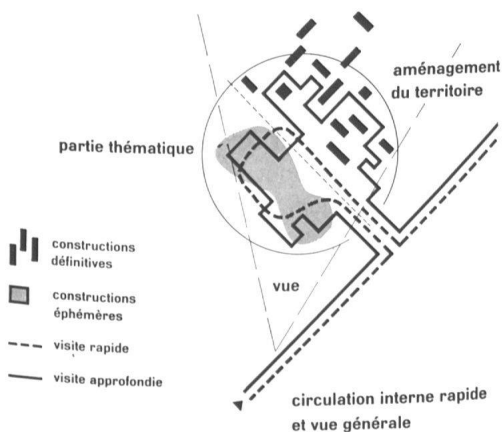 aménagement
du territoire
partie thématique
constructions
définitives
constructions
éphémères
vue
visite rapide
visite approfondie
circulation interne rapide
et vue générale